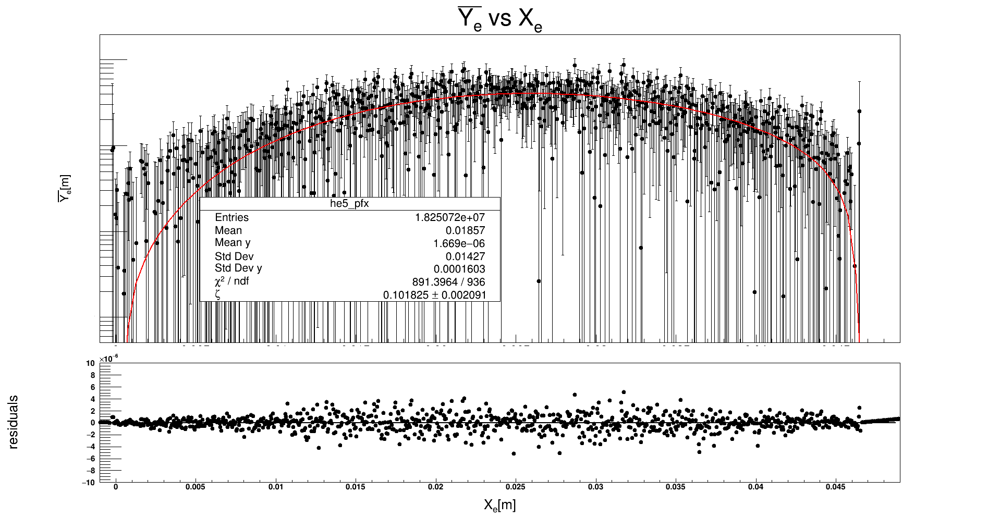 Y̅e vs Xe
Y̅e[m]
he5_pfx
Entries 1.825072e+07
Mean 0.01857
Mean y 1.669e−06
Std Dev 0.01427
Std Dev y 0.0001603
χ² / ndf 891.3964 / 936
ζ 0.101825 ± 0.002091
×10⁻⁶
10
8
6
4
2
0
−2
−4
−6
−8
−10
residuals
0 0.005 0.01 0.015 0.02 0.025 0.03 0.035 0.04 0.045
Xe[m]